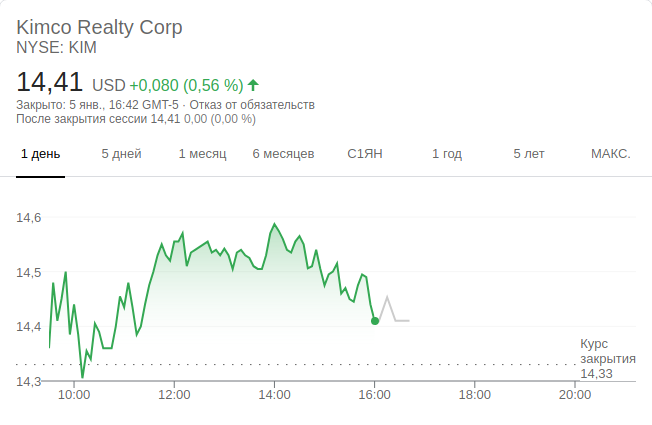 Kimco Realty Corp
NYSE: KIM
14,41 USD +0,080 (0,56 %)
Закрыто: 5 янв., 16:42 GMT-5 · Отказ от обязательств
После закрытия сессии 14,41 0,00 (0,00 %)
1 день 5 дней 1 месяц 6 месяцев С1ЯН 1 год 5 лет МАКС.
14,6
14,5
14,4
Курс
закрытия
14,33
14,3
10:00 12:00 14:00 16:00 18:00 20:00